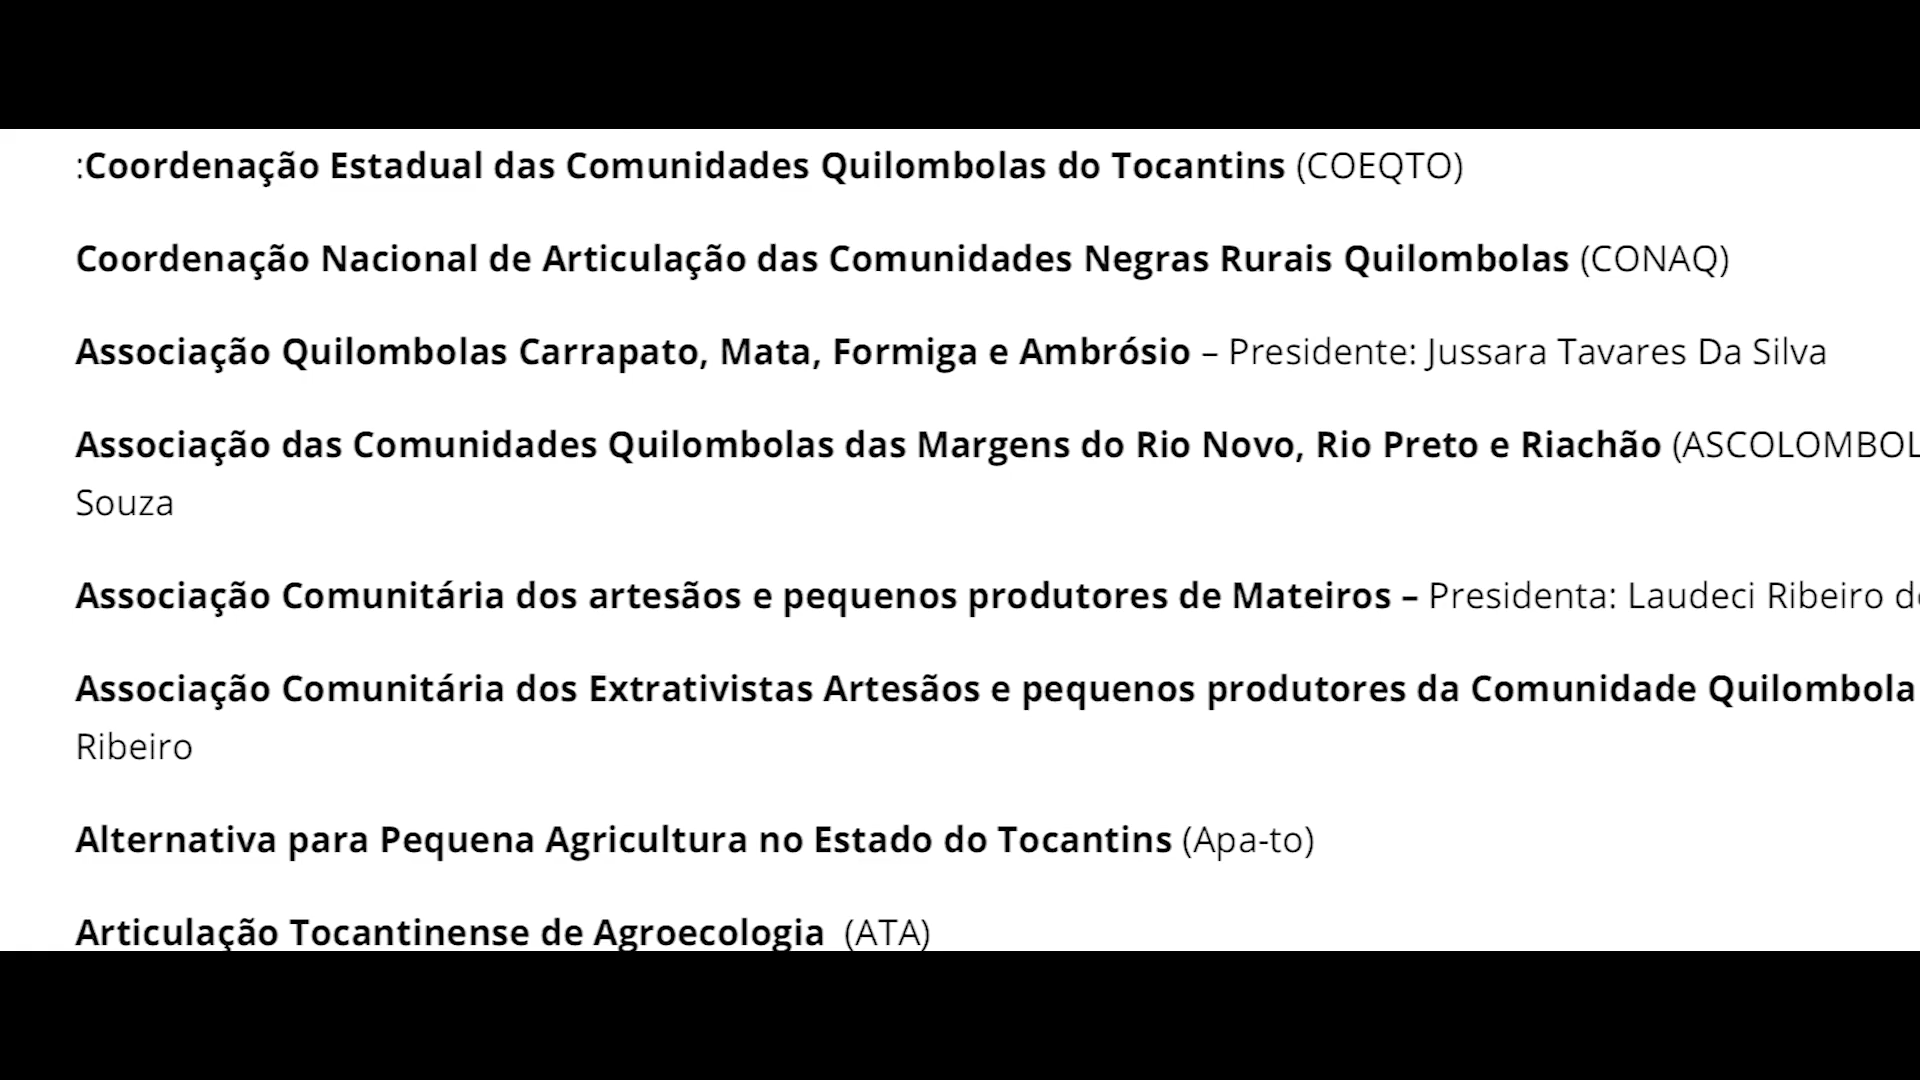 :Coordenação Estadual das Comunidades Quilombolas do Tocantins (COEQTO)
Coordenação Nacional de Articulação das Comunidades Negras Rurais Quilombolas (CONAQ)
Associação Quilombolas Carrapato, Mata, Formiga e Ambrósio – Presidente: Jussara Tavares Da Silva
Associação das Comunidades Quilombolas das Margens do Rio Novo, Rio Preto e Riachão (ASCOLOMBOL
Souza
Associação Comunitária dos artesãos e pequenos produtores de Mateiros – Presidenta: Laudeci Ribeiro
Associação Comunitária dos Extrativistas Artesãos e pequenos produtores da Comunidade Quilombola
Ribeiro
Alternativa para Pequena Agricultura no Estado do Tocantins (Apa-to)
Articulação Tocantinense de Agroecologia (ATA)